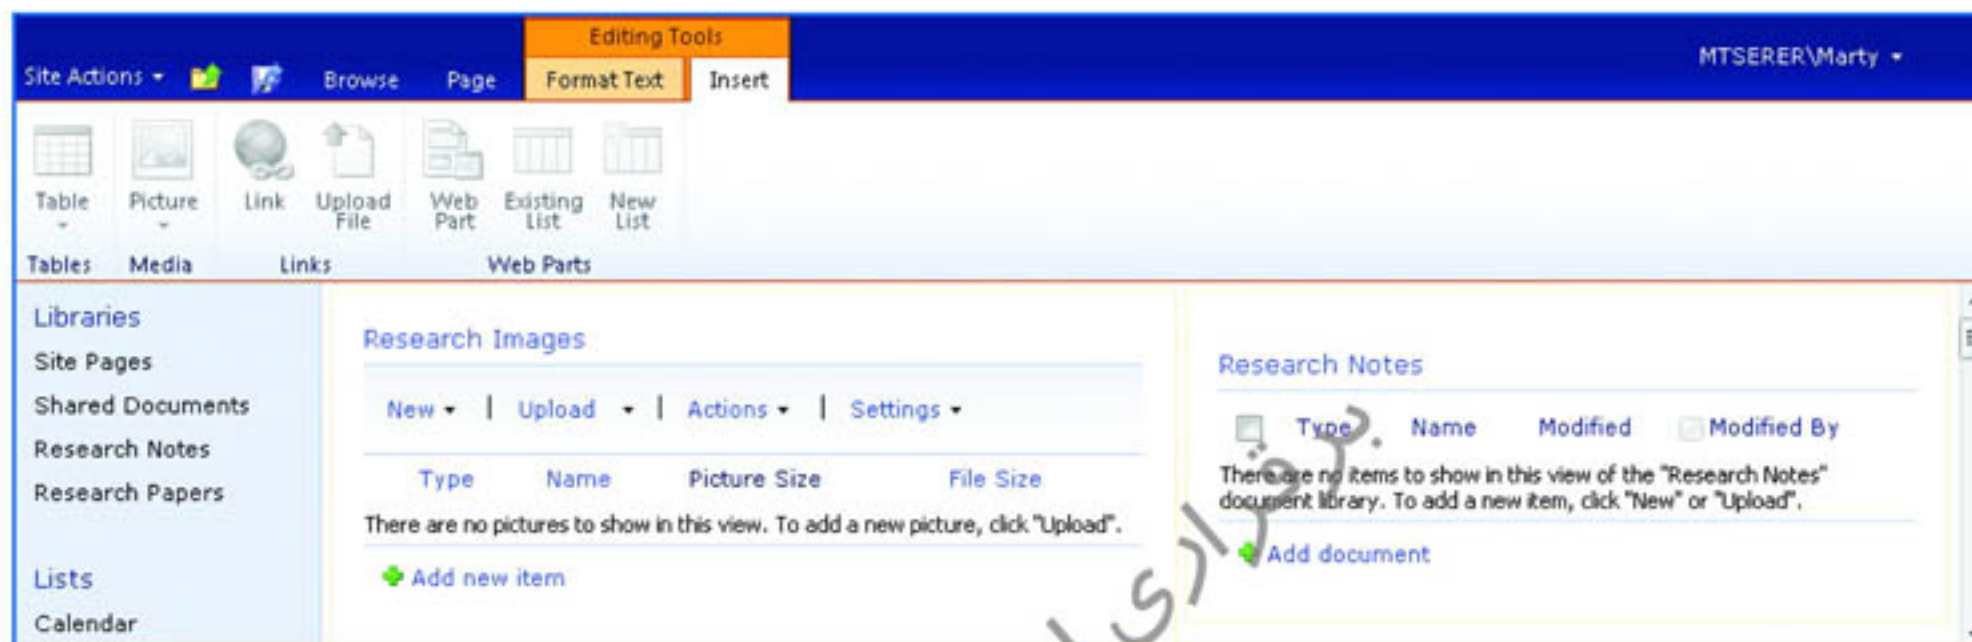 Editing Tools
Site Actions Browse Page Format Text Insert MTSERER\Marty
Table Picture Link Upload File Web Part Existing List New List
Tables Media Links Web Parts
Libraries
Site Pages
Shared Documents
Research Notes
Research Papers
Lists
Calendar
Research Images
New | Upload | Actions | Settings
Type Name Picture Size File Size
There are no pictures to show in this view. To add a new picture, click "Upload".
Add new item
Research Notes
Type Name Modified Modified By
There are no items to show in this view of the "Research Notes"
document library. To add a new item, click "New" or "Upload".
Add document